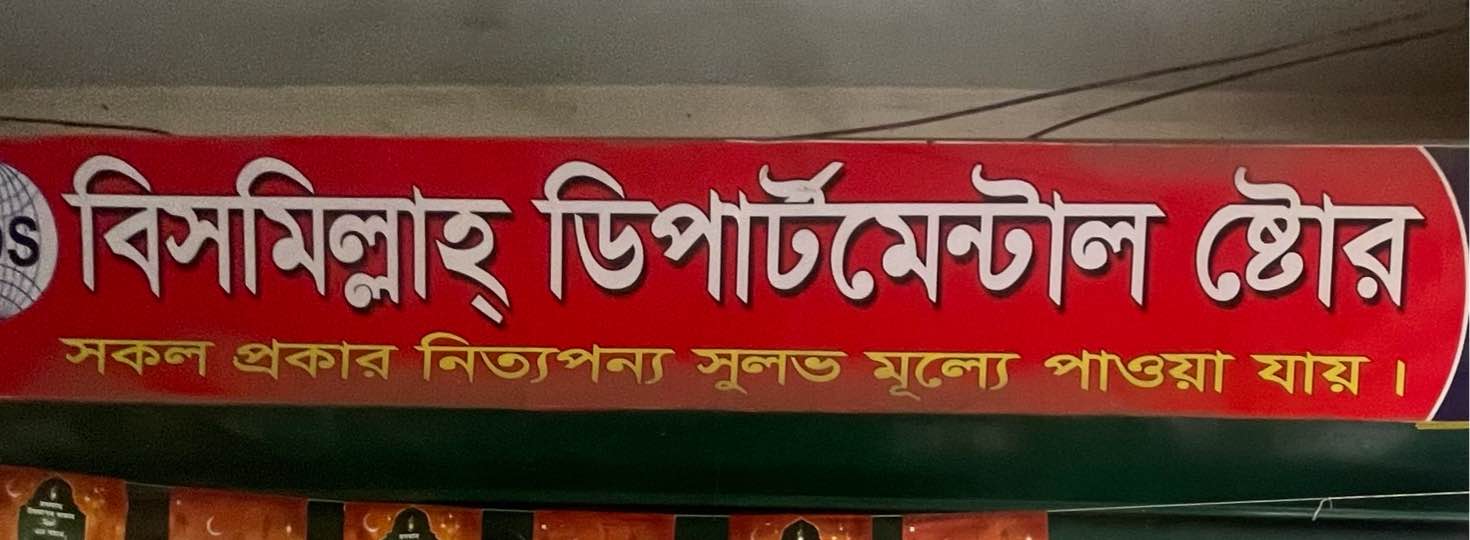 বিসমিল্লাহ্ ডিপার্টমেন্টাল ষ্টোর
সকল প্রকার নিত্যপন্য সুলভ মূল্যে পাওয়া যায়।